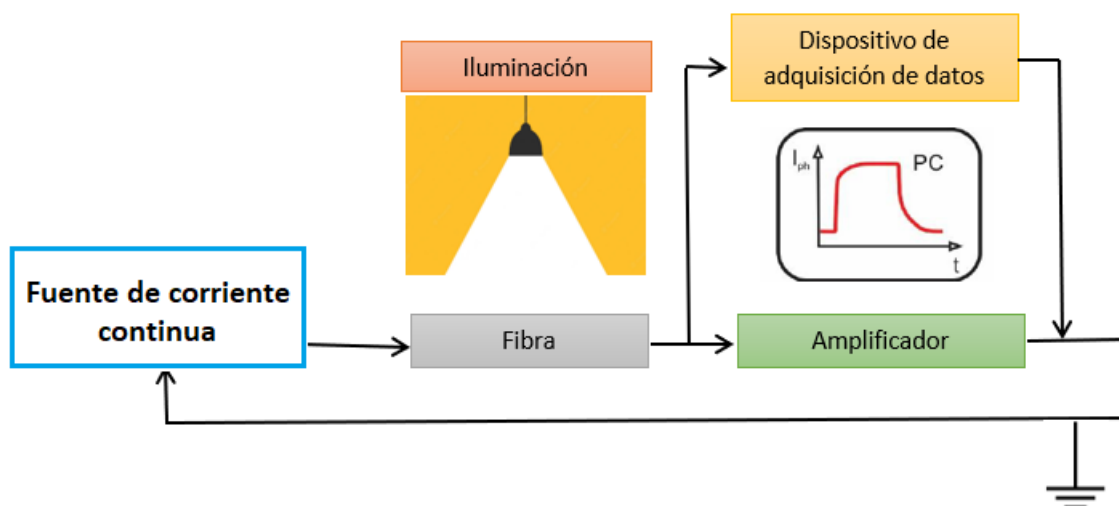 Iluminación
Dispositivo de
adquisición de datos
Iph
PC
t
Fuente de corriente
continua
Fibra
Amplificador